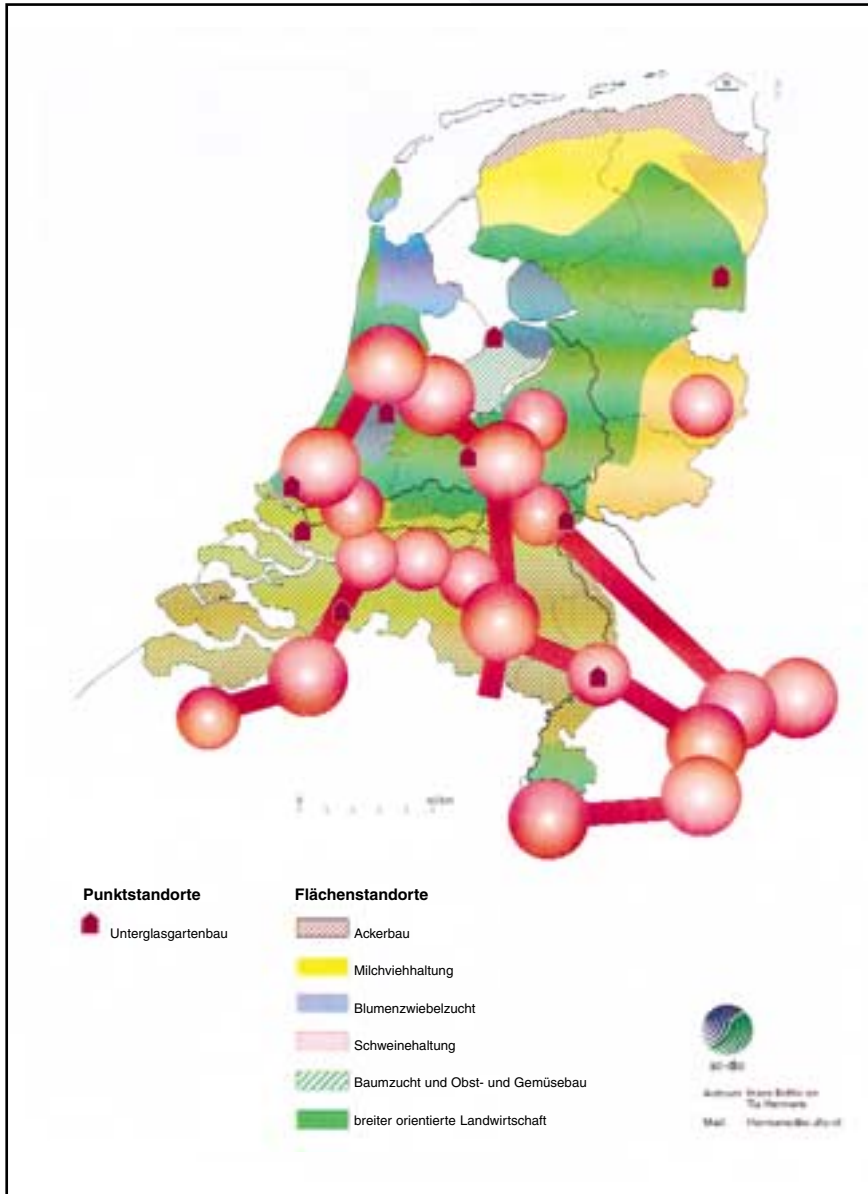 Punktstandorte
Unterglasgartenbau
Flächenstandorte
Ackerbau
Milchviehhaltung
Blumenzwiebelzucht
Schweinehaltung
Baumzucht und Obst- und Gemüsebau
breiter orientierte Landwirtschaft